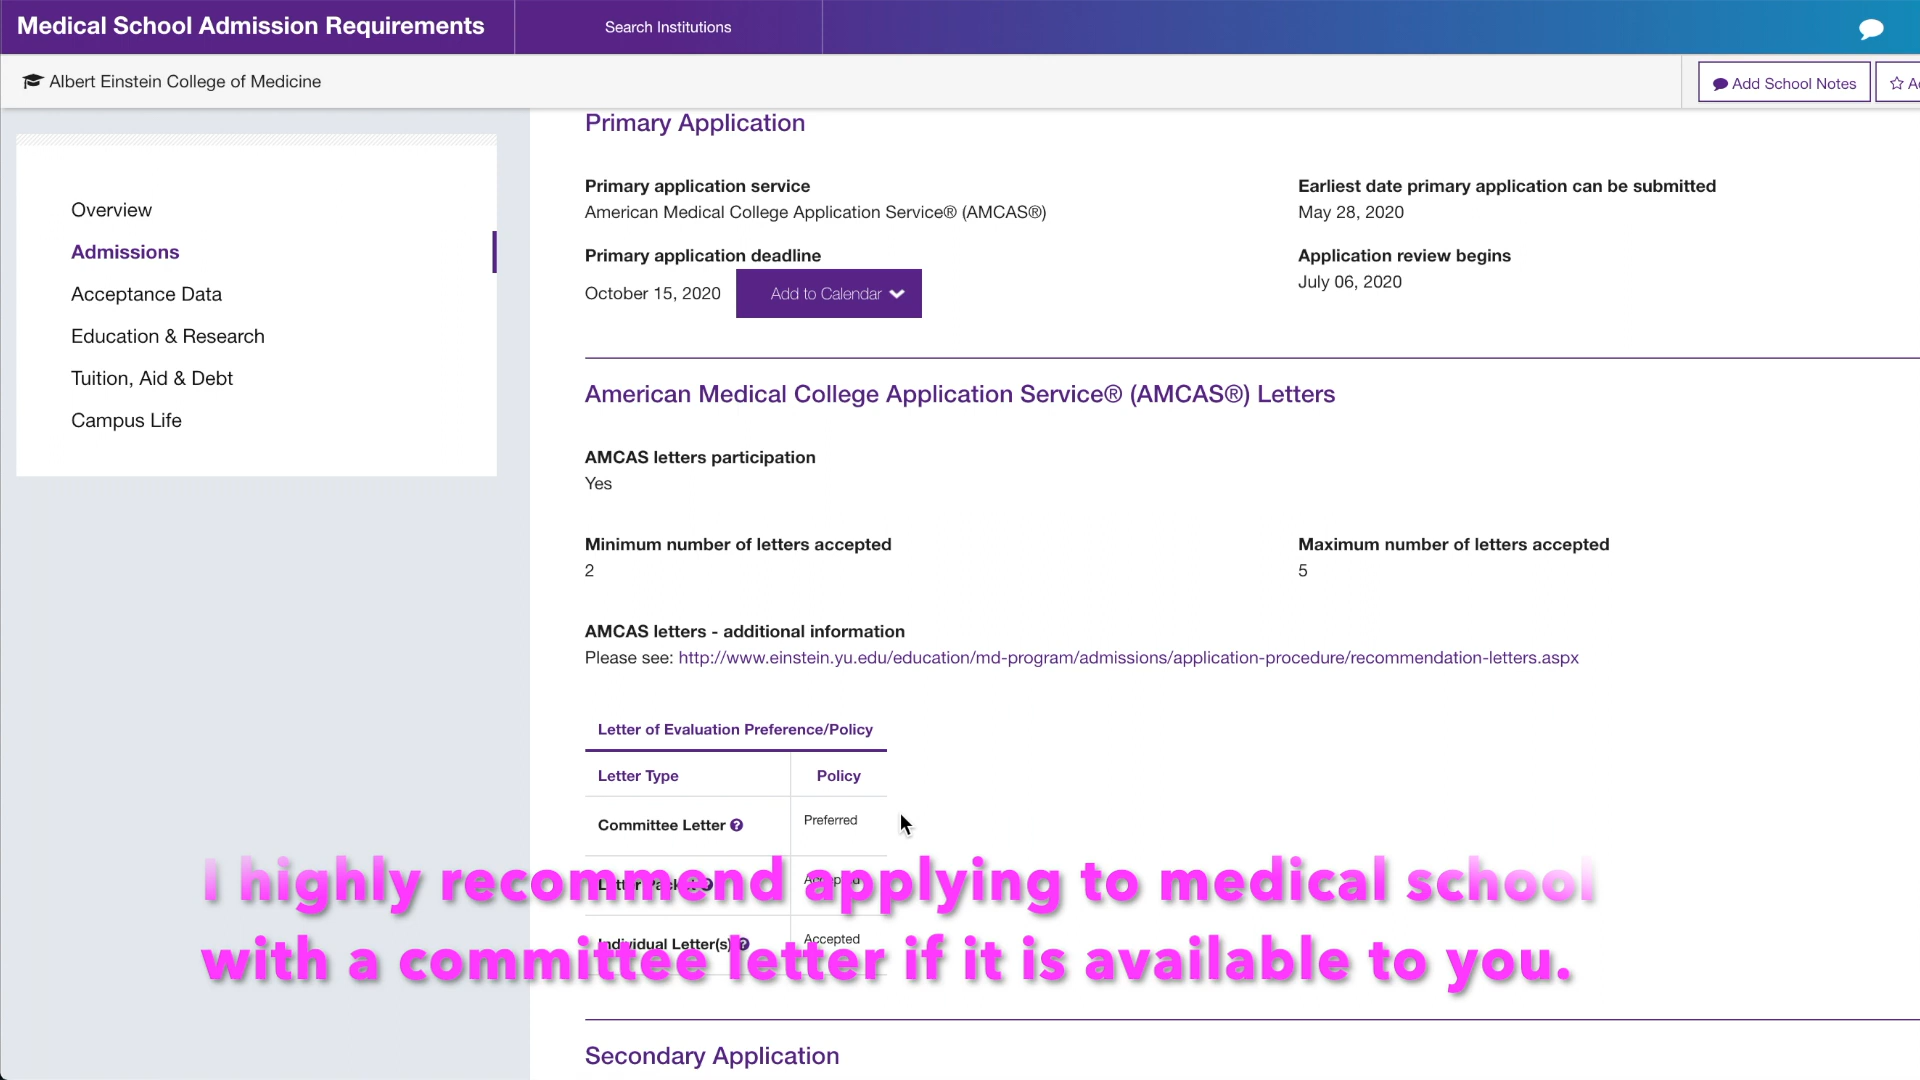 Medical School Admission Requirements
Search Institutions
Albert Einstein College of Medicine
Add School Notes
Overview
Admissions
Acceptance Data
Education & Research
Tuition, Aid & Debt
Campus Life
Primary Application
Primary application service
American Medical College Application Service® (AMCAS®)
Earliest date primary application can be submitted
May 28, 2020
Primary application deadline
October 15, 2020
Add to Calendar
Application review begins
July 06, 2020
American Medical College Application Service® (AMCAS®) Letters
AMCAS letters participation
Yes
Minimum number of letters accepted
2
Maximum number of letters accepted
5
AMCAS letters - additional information
Please see: http://www.einstein.yu.edu/education/md-program/admissions/application-procedure/recommendation-letters.aspx
Letter of Evaluation Preference/Policy
Letter Type Policy
Committee Letter Preferred
Letter Packet Accepted
Individual Letter(s) Accepted
I highly recommend applying to medical school
with a committee letter if it is available to you.
Secondary Application